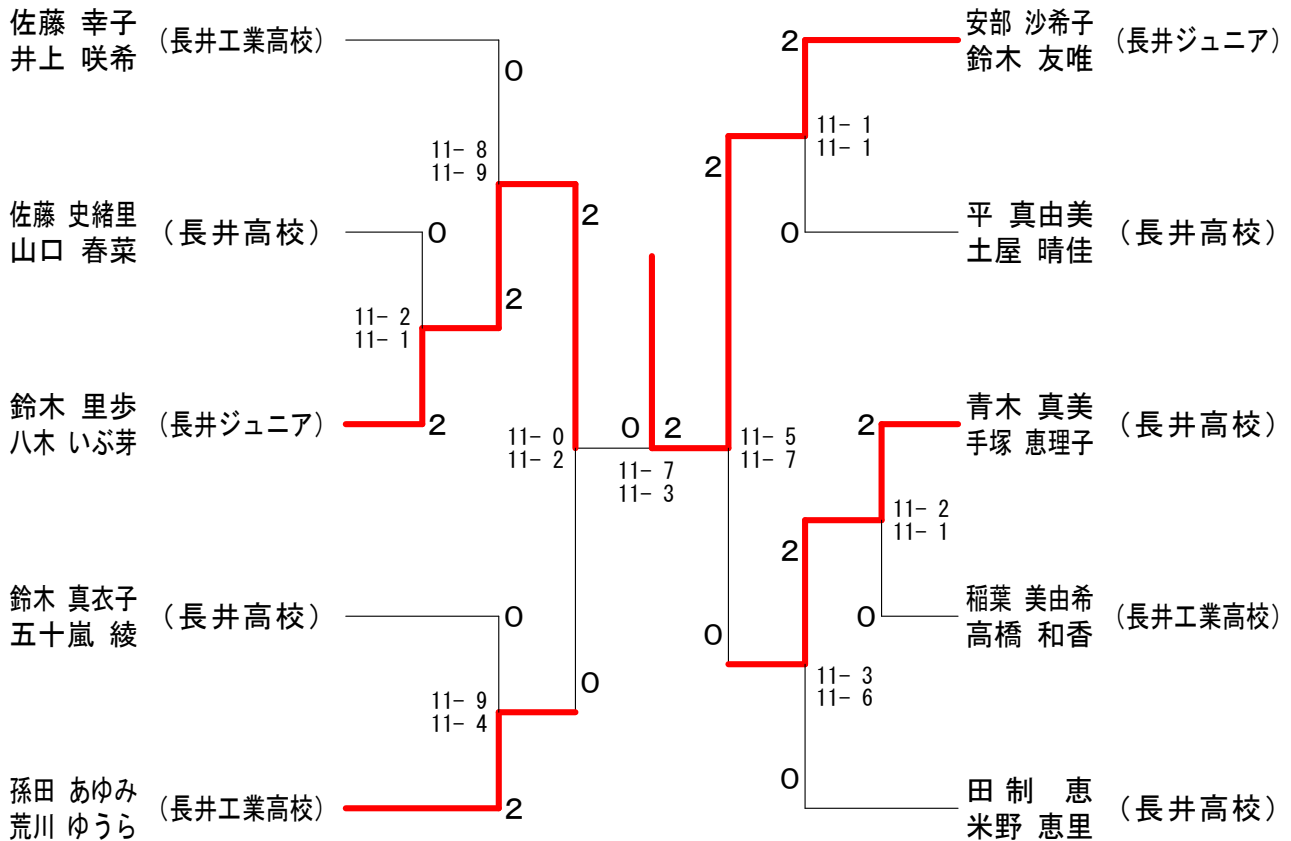 佐藤 幸子
井上 咲希
(長井工業高校)
0
11- 8
11- 9
佐藤 史緒里
山口 春菜
(長井高校)
0
2
2
11- 2
11- 1
鈴木 里歩
八木 いぶ芽
(長井ジュニア)
2
11- 0
11- 2
鈴木 真衣子
五十嵐 綾
(長井高校)
0
0
11- 9
11- 4
孫田 あゆみ
荒川 ゆうら
(長井工業高校)
2
0 2
11- 7
11- 3
安部 沙希子
鈴木 友唯
(長井ジュニア)
2
11- 1
11- 1
2
平 真由美
土屋 晴佳
(長井高校)
0
11- 5
11- 7
青木 真美
手塚 恵理子
(長井高校)
2
11- 2
11- 1
2
稲葉 美由希
高橋 和香
(長井工業高校)
0
0
11- 3
11- 6
田制 恵
米野 恵里
(長井高校)
0